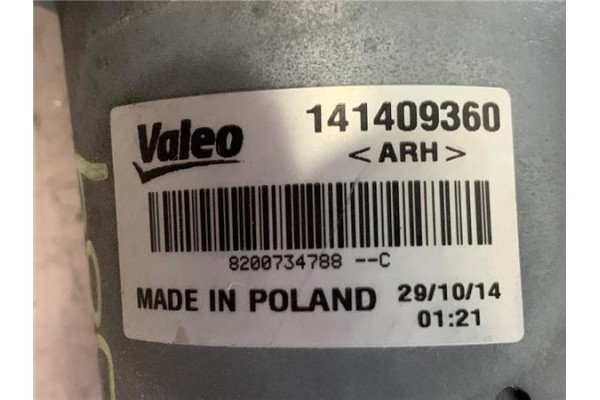 Valeo 141409360
<ARH>
8200734788 --C
MADE IN POLAND 29/10/14
01:21